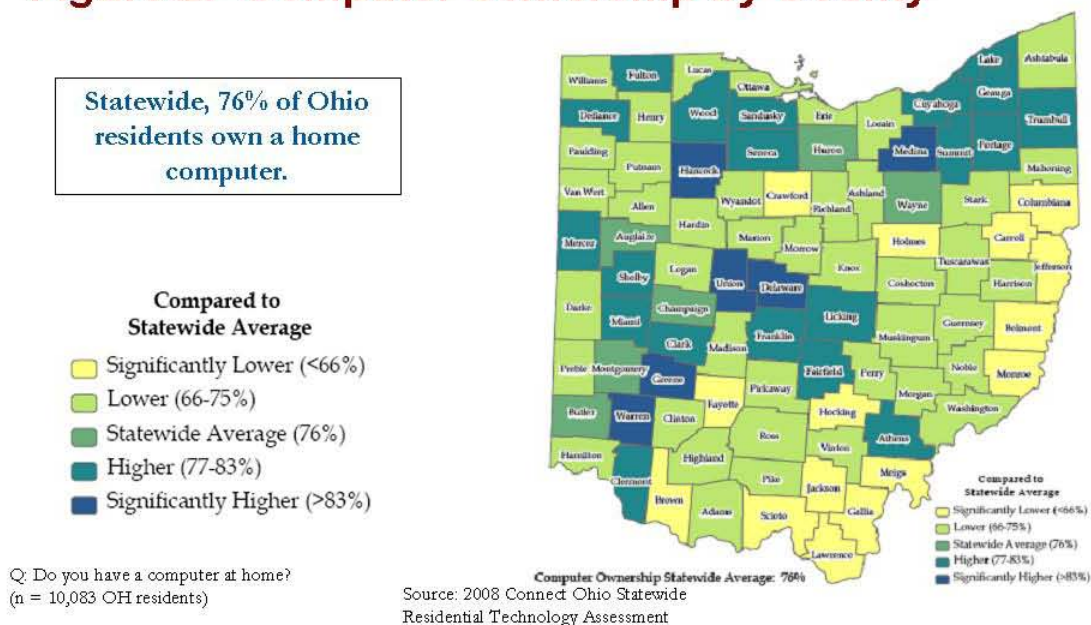 Statewide, 76% of Ohio
residents own a home
computer.
Compared to
Statewide Average
Significantly Lower (<66%)
Lower (66-75%)
Statewide Average (76%)
Higher (77-83%)
Significantly Higher (>83%)
Q: Do you have a computer at home?
(n = 10,083 OH residents)
Williams
Fulton
Lucas
Ottawa
Lake
Ashtabula
Geauga
Cuyahoga
Defiance
Henry
Wood
Sandusky
Erie
Lorain
Trumbull
Paulding
Putnam
Hancock
Seneca
Huron
Medina
Summit
Portage
Mahoning
Van Wert
Allen
Wyandot
Crawford
Richland
Ashland
Wayne
Stark
Columbiana
Mercer
Auglaize
Hardin
Marion
Morrow
Holmes
Carroll
Jefferson
Shelby
Logan
Union
Delaware
Knox
Coshocton
Tuscarawas
Harrison
Darke
Miami
Champaign
Clark
Madison
Franklin
Licking
Muskingum
Guernsey
Belmont
Preble
Montgomery
Greene
Fayette
Pickaway
Fairfield
Perry
Morgan
Noble
Monroe
Butler
Warren
Clinton
Ross
Hocking
Vinton
Athens
Washington
Hamilton
Clermont
Highland
Pike
Jackson
Meigs
Brown
Adams
Scioto
Gallia
Lawrence
Compared to
Statewide Average
Significantly Lower (<66%)
Lower (66-75%)
Statewide Average (76%)
Higher (77-83%)
Significantly Higher (>83%)
Computer Ownership Statewide Average: 76%
Source: 2008 Connect Ohio Statewide
Residential Technology Assessment